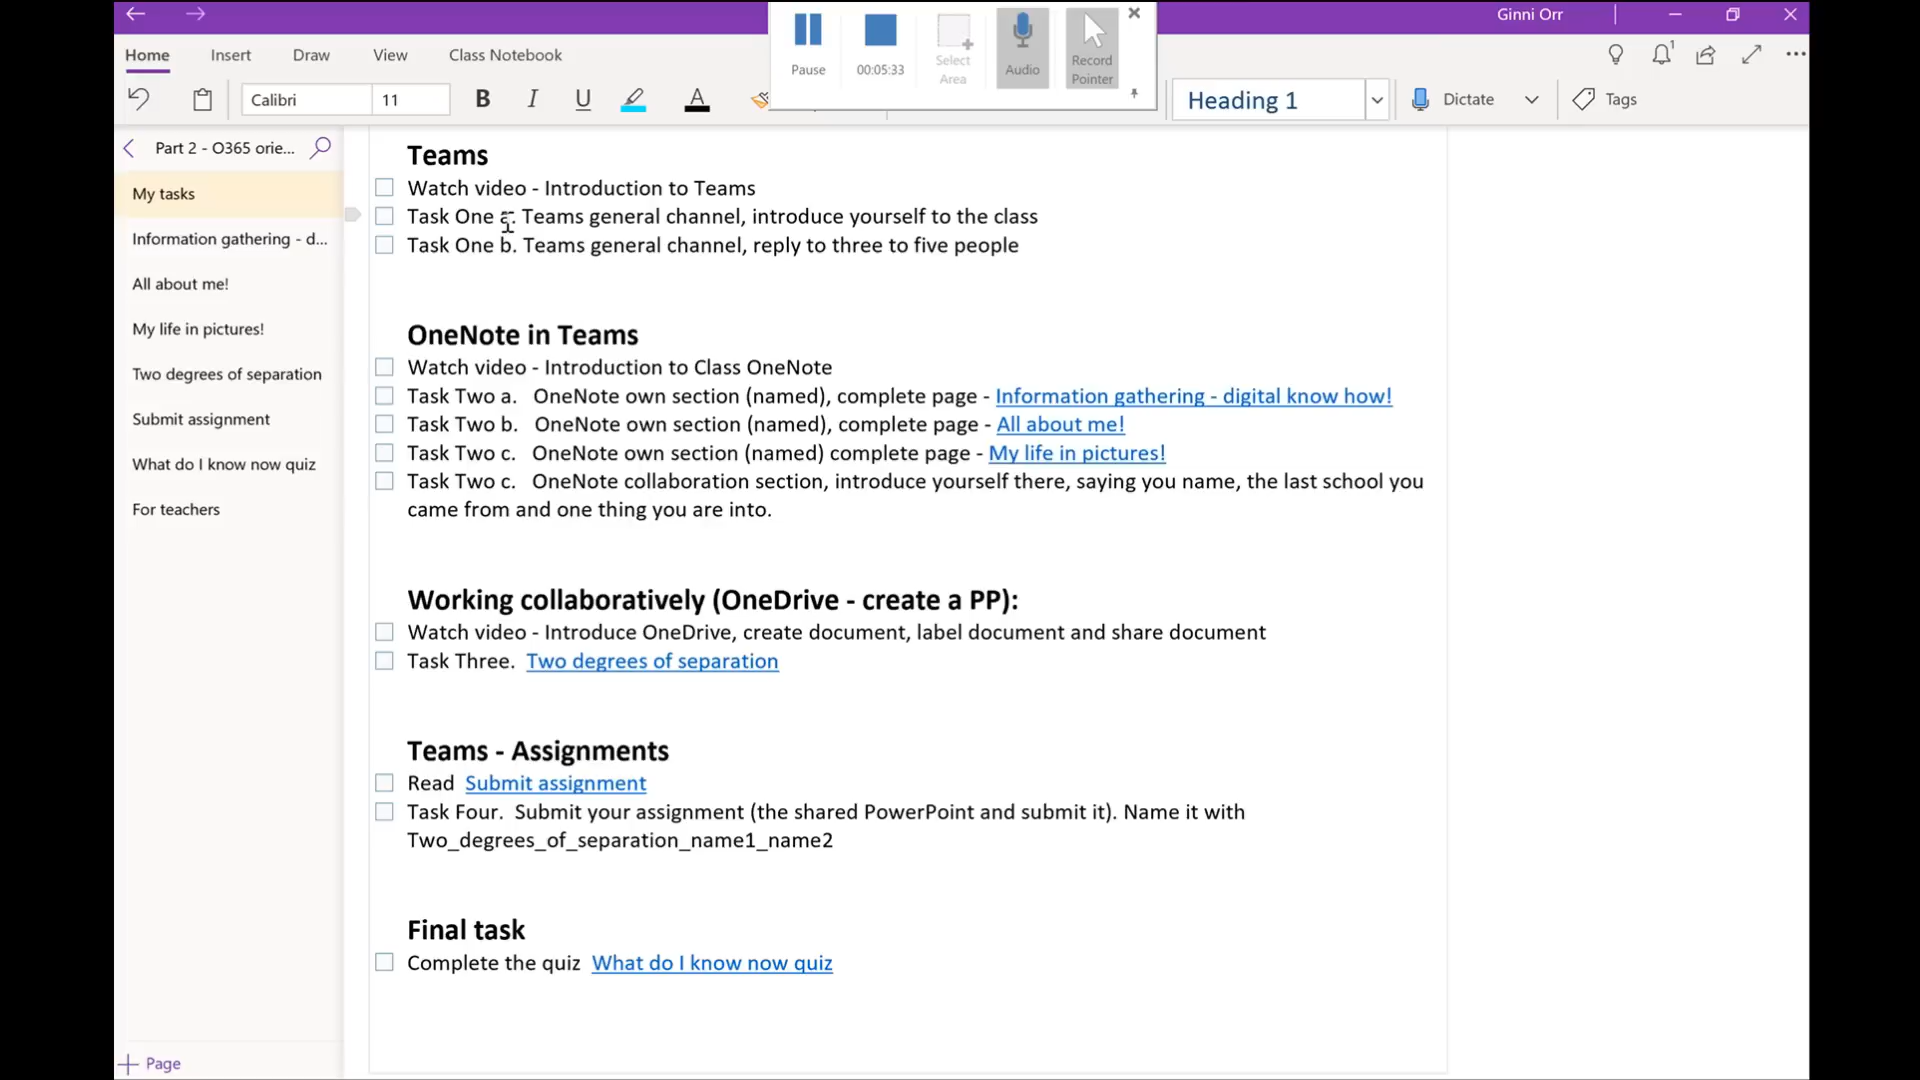 Ginni Orr
Pause
00:05:33
Select
Area
Audio
Record
Pointer
Home Insert Draw View Class Notebook
1
Calibri 11 B I U A Heading 1 Dictate Tags
Part 2 - O365 orie...
My tasks
Information gathering - d...
All about me!
My life in pictures!
Two degrees of separation
Submit assignment
What do I know now quiz
For teachers
Page
Teams
Watch video - Introduction to Teams
Task One Teams general channel, introduce yourself to the class
Task One b. Teams general channel, reply to three to five people
OneNote in Teams
Watch video - Introduction to Class OneNote
Task Two a. OneNote own section (named), complete page - Information gathering - digital know how!
Task Two b. OneNote own section (named), complete page - All about me!
Task Two c. OneNote own section (named) complete page - My life in pictures!
Task Two c. OneNote collaboration section, introduce yourself there, saying you name, the last school you
came from and one thing you are into.
Working collaboratively (OneDrive - create a PP):
Watch video - Introduce OneDrive, create document, label document and share document
Task Three. Two degrees of separation
Teams - Assignments
Read Submit assignment
Task Four. Submit your assignment (the shared PowerPoint and submit it). Name it with
Two_degrees_of_separation_name1_name2
Final task
Complete the quiz What do I know now quiz